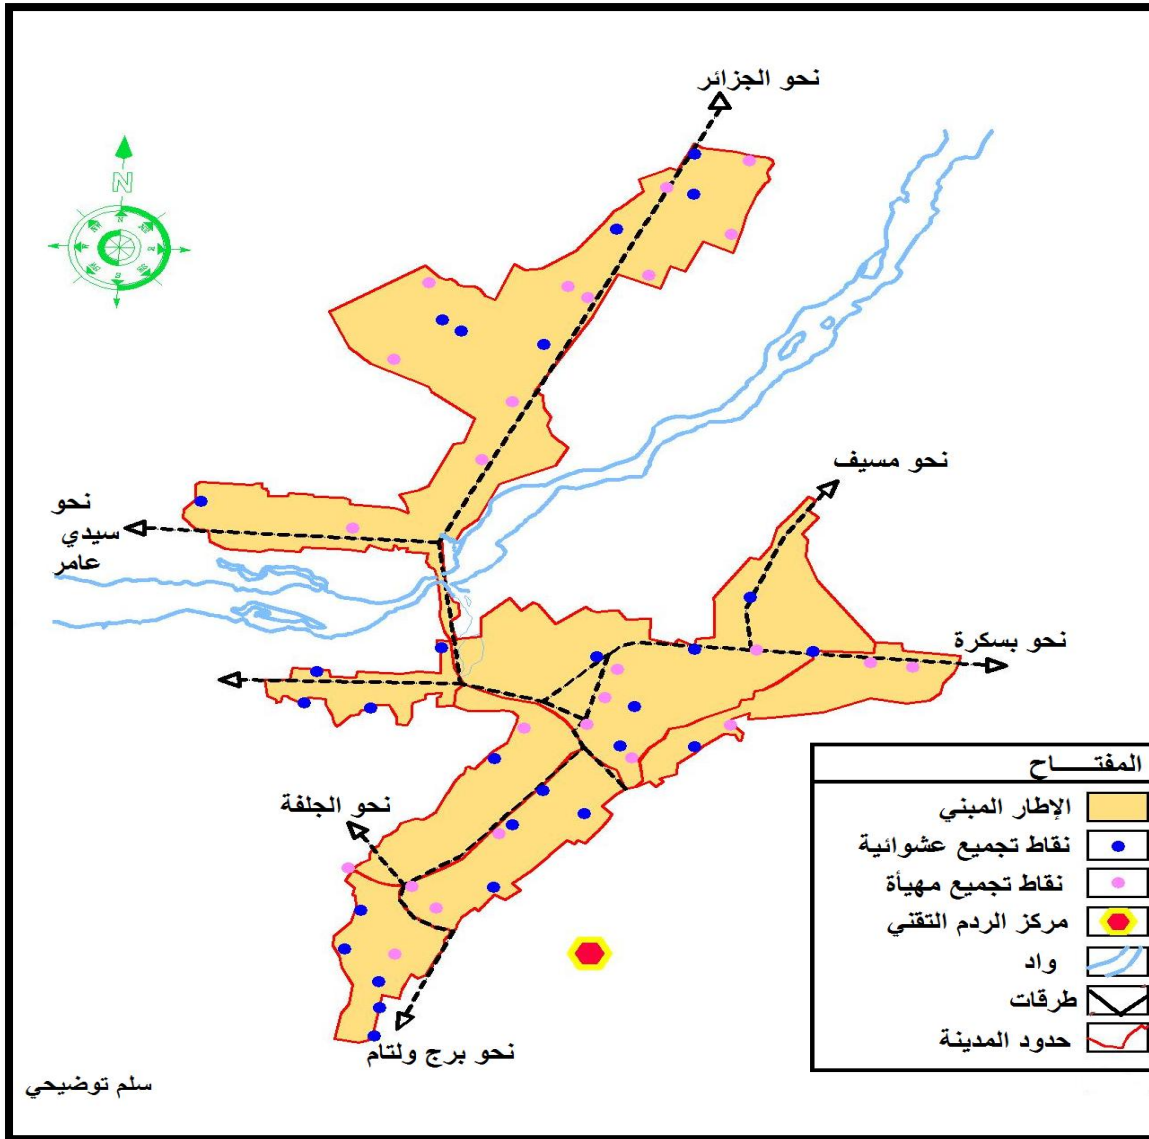 نحو الجزائر
N
نحو مسيف
نحو
سيدي
عامر
نحو بسكرة
نحو الجلفة
نحو برج ولتام
المفتـــــاح
الإطار المبني
نقاط تجميع عشوائية
نقاط تجميع مهيأة
مركز الردم التقني
واد
طرقات
حدود المدينة
سلم توضيحي